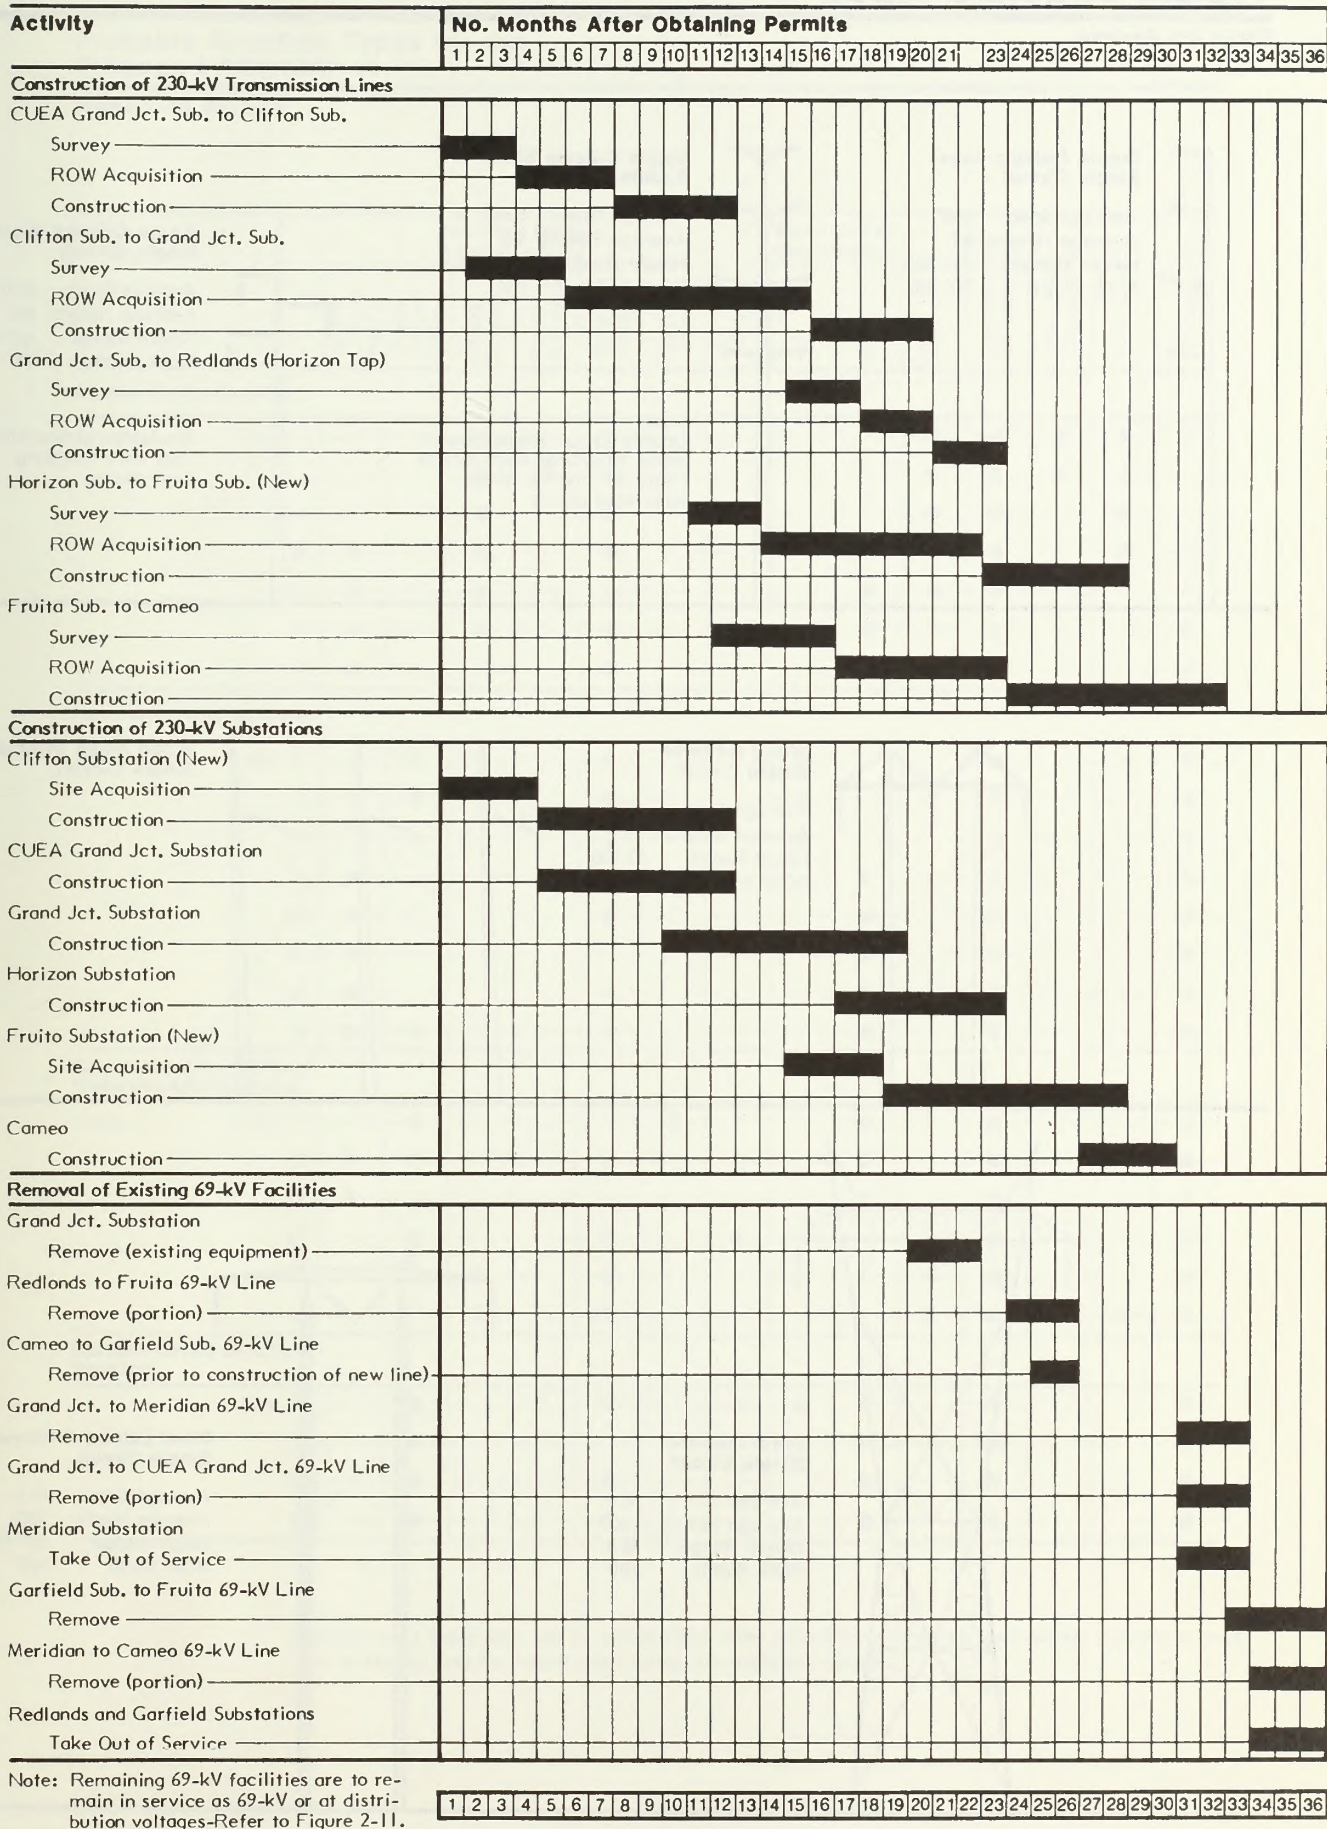 Activity
No. Months After Obtaining Permits
1 2 3 4 5 6 7 8 9 10 11 12 13 14 15 16 17 18 19 20 21 23 24 25 26 27 28 29 30 31 32 33 34 35 36
Construction of 230-kV Transmission Lines
CUEA Grand Jct. Sub. to Clifton Sub.
Survey
ROW Acquisition
Construction
Clifton Sub. to Grand Jct. Sub.
Survey
ROW Acquisition
Construction
Grand Jct. Sub. to Redlands (Horizon Tap)
Survey
ROW Acquisition
Construction
Horizon Sub. to Fruita Sub. (New)
Survey
ROW Acquisition
Construction
Fruita Sub. to Cameo
Survey
ROW Acquisition
Construction
Construction of 230-kV Substations
Clifton Substation (New)
Site Acquisition
Construction
CUEA Grand Jct. Substation
Construction
Grand Jct. Substation
Construction
Horizon Substation
Construction
Fruito Substation (New)
Site Acquisition
Construction
Cameo
Construction
Removal of Existing 69-kV Facilities
Grand Jct. Substation
Remove (existing equipment)
Redlonds to Fruita 69-kV Line
Remove (portion)
Cameo to Garfield Sub. 69-kV Line
Remove (prior to construction of new line)
Grand Jct. to Meridian 69-kV Line
Remove
Grand Jct. to CUEA Grand Jct. 69-kV Line
Remove (portion)
Meridian Substation
Take Out of Service
Garfield Sub. to Fruita 69-kV Line
Remove
Meridian to Cameo 69-kV Line
Remove (portion)
Redlands and Garfield Substations
Take Out of Service
Note: Remaining 69-kV facilities are to re-
main in service as 69-kV or at distri-
bution voltages-Refer to Figure 2-11.
1 2 3 4 5 6 7 8 9 10 11 12 13 14 15 16 17 18 19 20 21 22 23 24 25 26 27 28 29 30 31 32 33 34 35 36